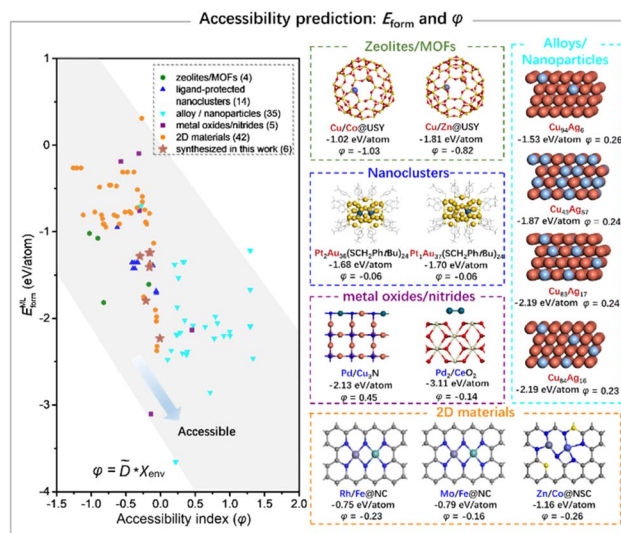 Accessibility prediction: E_form and φ
zeolites/MOFs (4)
ligand-protected
nanoclusters (14)
alloy / nanoparticles (35)
metal oxides/nitrides (5)
2D materials (42)
synthesized in this work (6)
1
0
-1
-2
-3
-4
E^ML_form (eV/atom)
Accessible
φ = D̃*X_env
-1.5 -1.0 -0.5 0.0 0.5 1.0 1.5 2.0
Accessibility index (φ)
Zeolites/MOFs
Cu/Co@USY
-1.02 eV/atom
φ = -1.03
Cu/Zn@USY
-1.81 eV/atom
φ = -0.82
Nanoclusters
Pt₂Au₃₆(SCH₂PhtBu)₂₄
-1.68 eV/atom
φ = -0.06
Pt₁Au₃₇(SCH₂PhtBu)₂₄
-1.70 eV/atom
φ = -0.06
metal oxides/nitrides
Pd/Cu₃N
-2.13 eV/atom
φ = 0.45
Pd₂/CeO₂
-3.11 eV/atom
φ = -0.14
Alloys/
Nanoparticles
Cu₉₄Ag₆
-1.53 eV/atom φ = 0.26
Cu₄₃Ag₅₇
-1.87 eV/atom φ = 0.24
Cu₈₃Ag₁₇
-2.19 eV/atom φ = 0.24
Cu₈₄Ag₁₆
-2.19 eV/atom φ = 0.23
2D materials
Rh/Fe@NC
-0.75 eV/atom
φ = -0.23
Mo/Fe@NC
-0.79 eV/atom
φ = -0.16
Zn/Co@NSC
-1.16 eV/atom
φ = -0.26